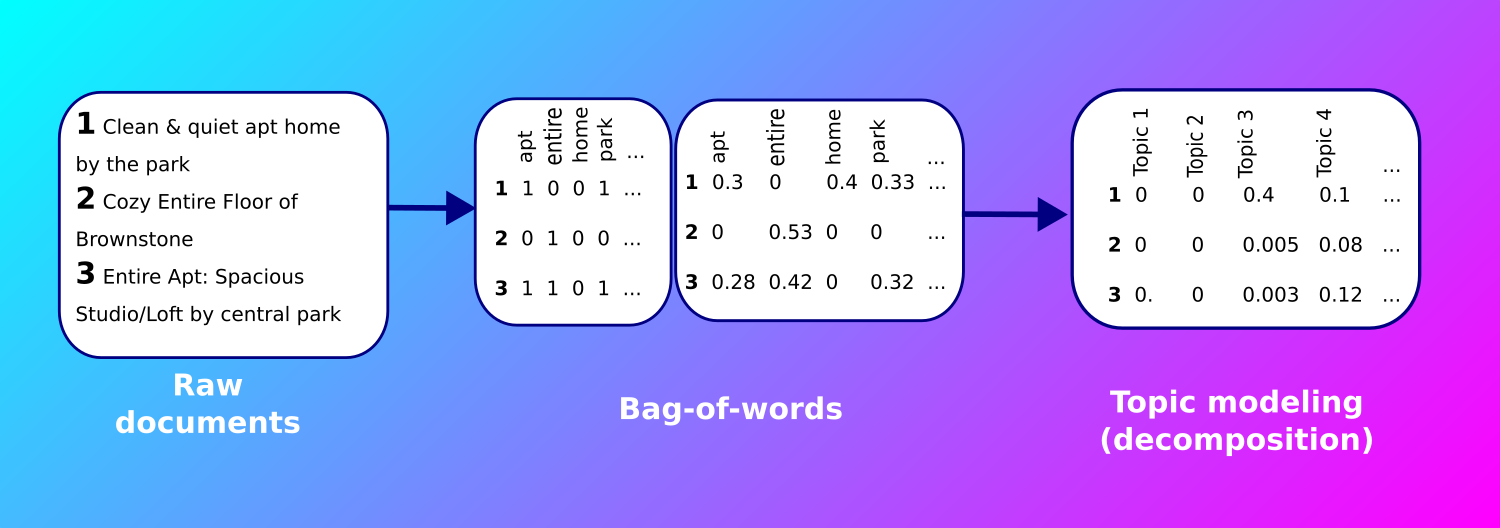 1 Clean & quiet apt home
by the park
2 Cozy Entire Floor of
Brownstone
3 Entire Apt: Spacious
Studio/Loft by central park
Raw
documents
apt entire home park ...
1 1 0 0 1 ...
2 0 1 0 0 ...
3 1 1 0 1 ...
apt entire home park ...
1 0.3 0 0.4 0.33 ...
2 0 0.53 0 0 ...
3 0.28 0.42 0 0.32 ...
Bag-of-words
Topic 1 Topic 2 Topic 3 Topic 4 ...
1 0 0 0.4 0.1 ...
2 0 0 0.005 0.08 ...
3 0. 0 0.003 0.12 ...
Topic modeling
(decomposition)